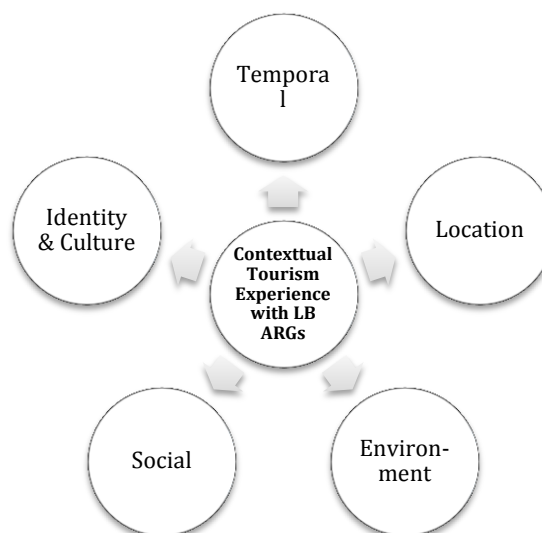 Tempora
l
Identity
& Culture
Location
Contexttual
Tourism
Experience
with LB
ARGs
Social
Environ-
ment